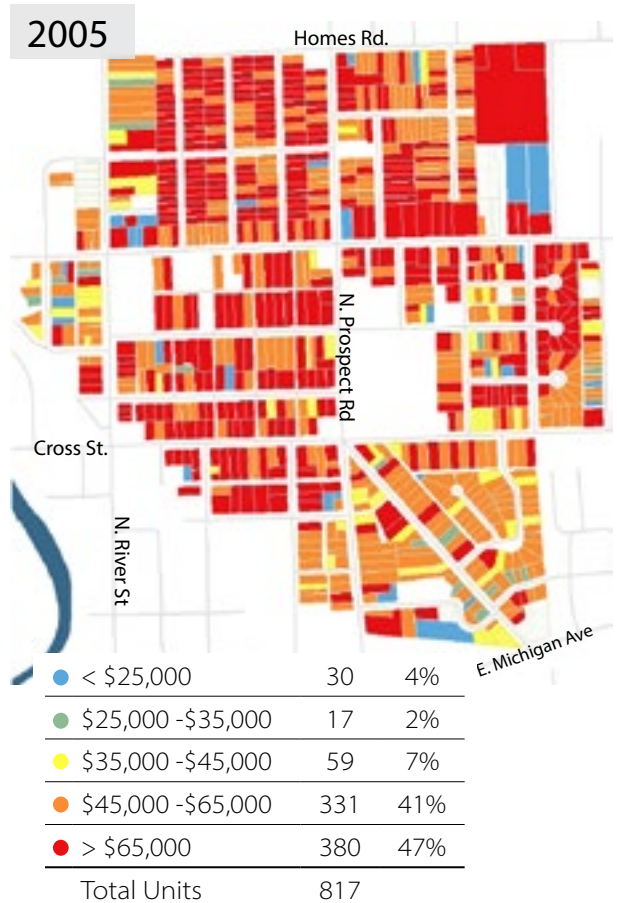 2005
Homes Rd.
N. Prospect Rd
Cross St.
N. River St
E. Michigan Ave
< $25,000 30 4%
$25,000 -$35,000 17 2%
$35,000 -$45,000 59 7%
$45,000 -$65,000 331 41%
> $65,000 380 47%
Total Units 817